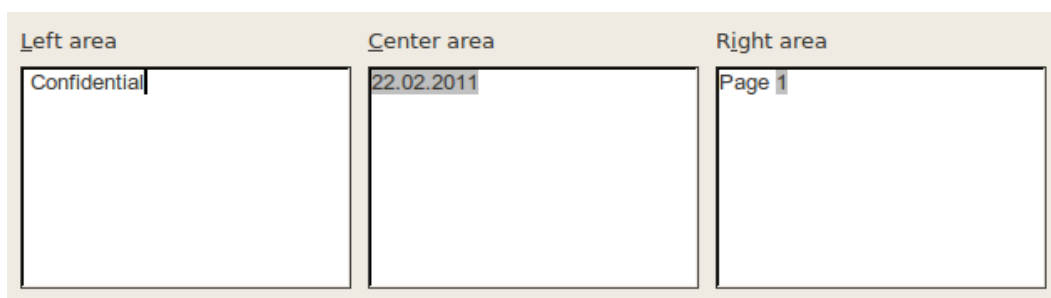 Left area
Center area
Right area
Confidential
22.02.2011
Page 1